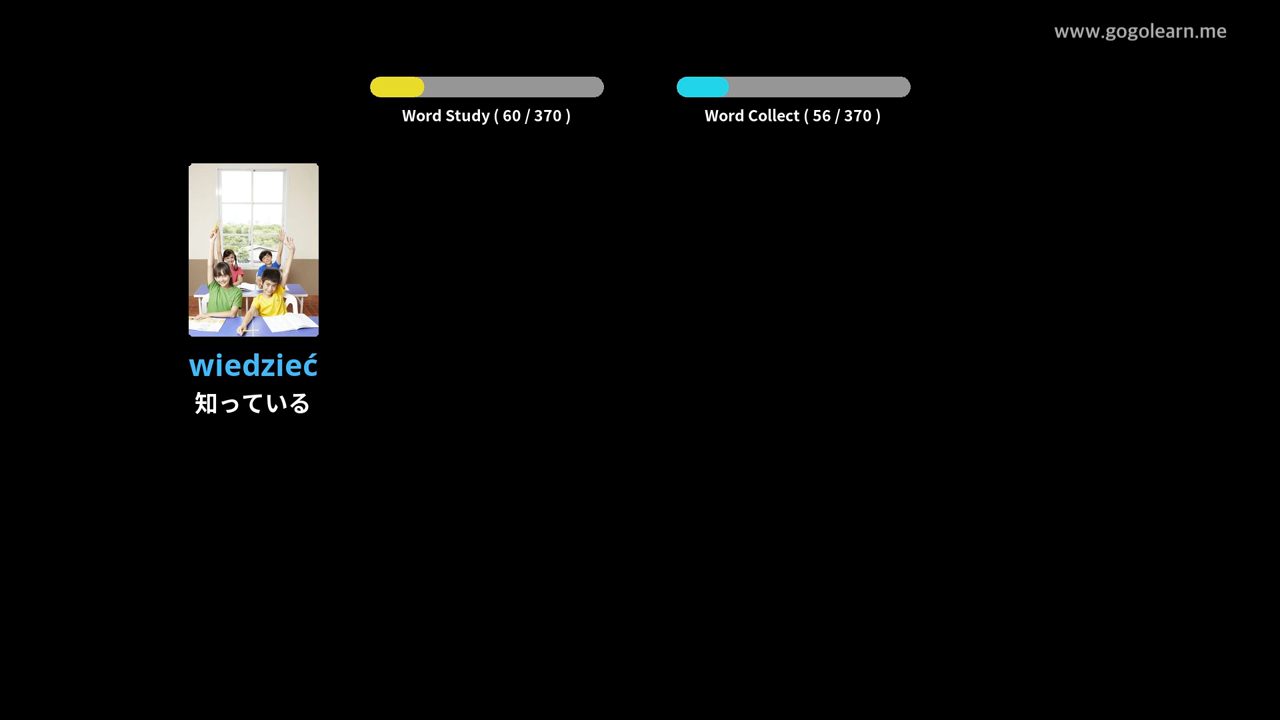 www.gogolearn.me
Word Study ( 60 / 370 )
Word Collect ( 56 / 370 )
wiedzieć
知っている